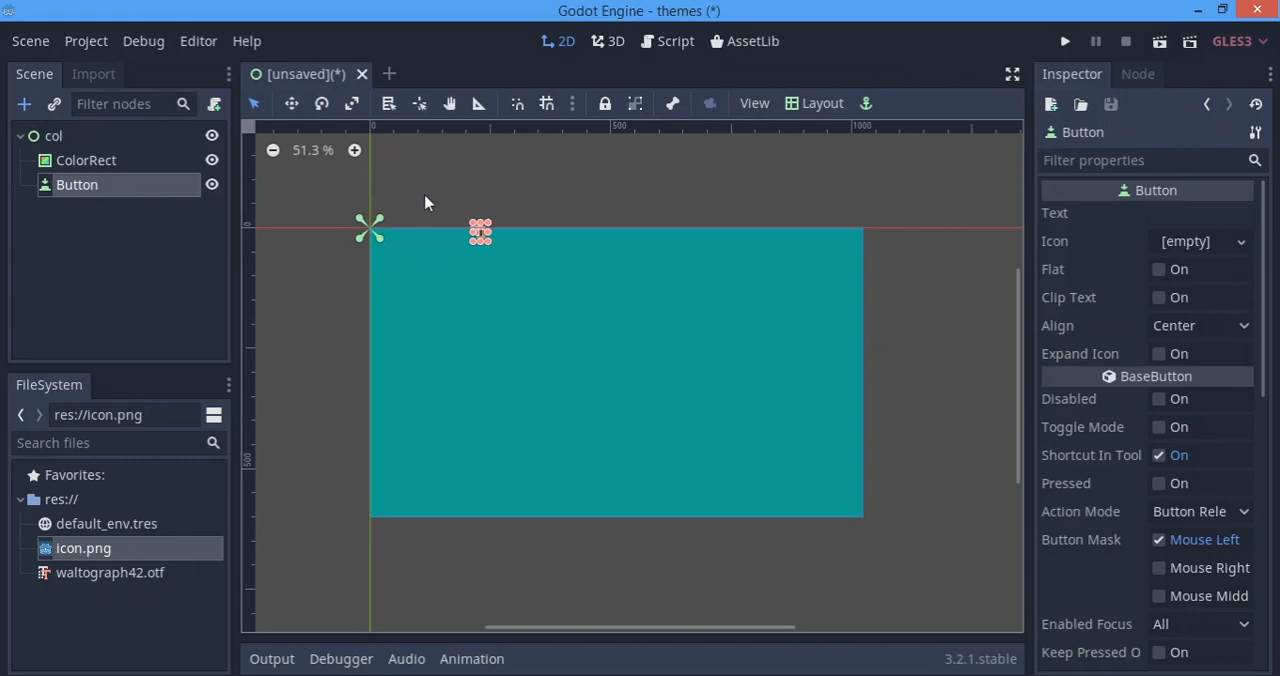 Godot Engine - themes (*)
Scene Project Debug Editor Help
2D 3D Script AssetLib
GLES3
Scene Import
[unsaved](*)
Inspector Node
Filter nodes
View Layout
col
ColorRect
Button
0 500 1000
51.3 %
0
500
Button
Filter properties
Button
Text
Icon [empty]
Flat On
Clip Text On
Align Center
Expand Icon On
BaseButton
Disabled On
Toggle Mode On
Shortcut In Tool On
Pressed On
Action Mode Button Rele
Button Mask Mouse Left
Mouse Right
Mouse Midd
Enabled Focus All
Keep Pressed O On
FileSystem
res://icon.png
Search files
Favorites:
res://
default_env.tres
icon.png
waltograph42.otf
Output Debugger Audio Animation
3.2.1.stable